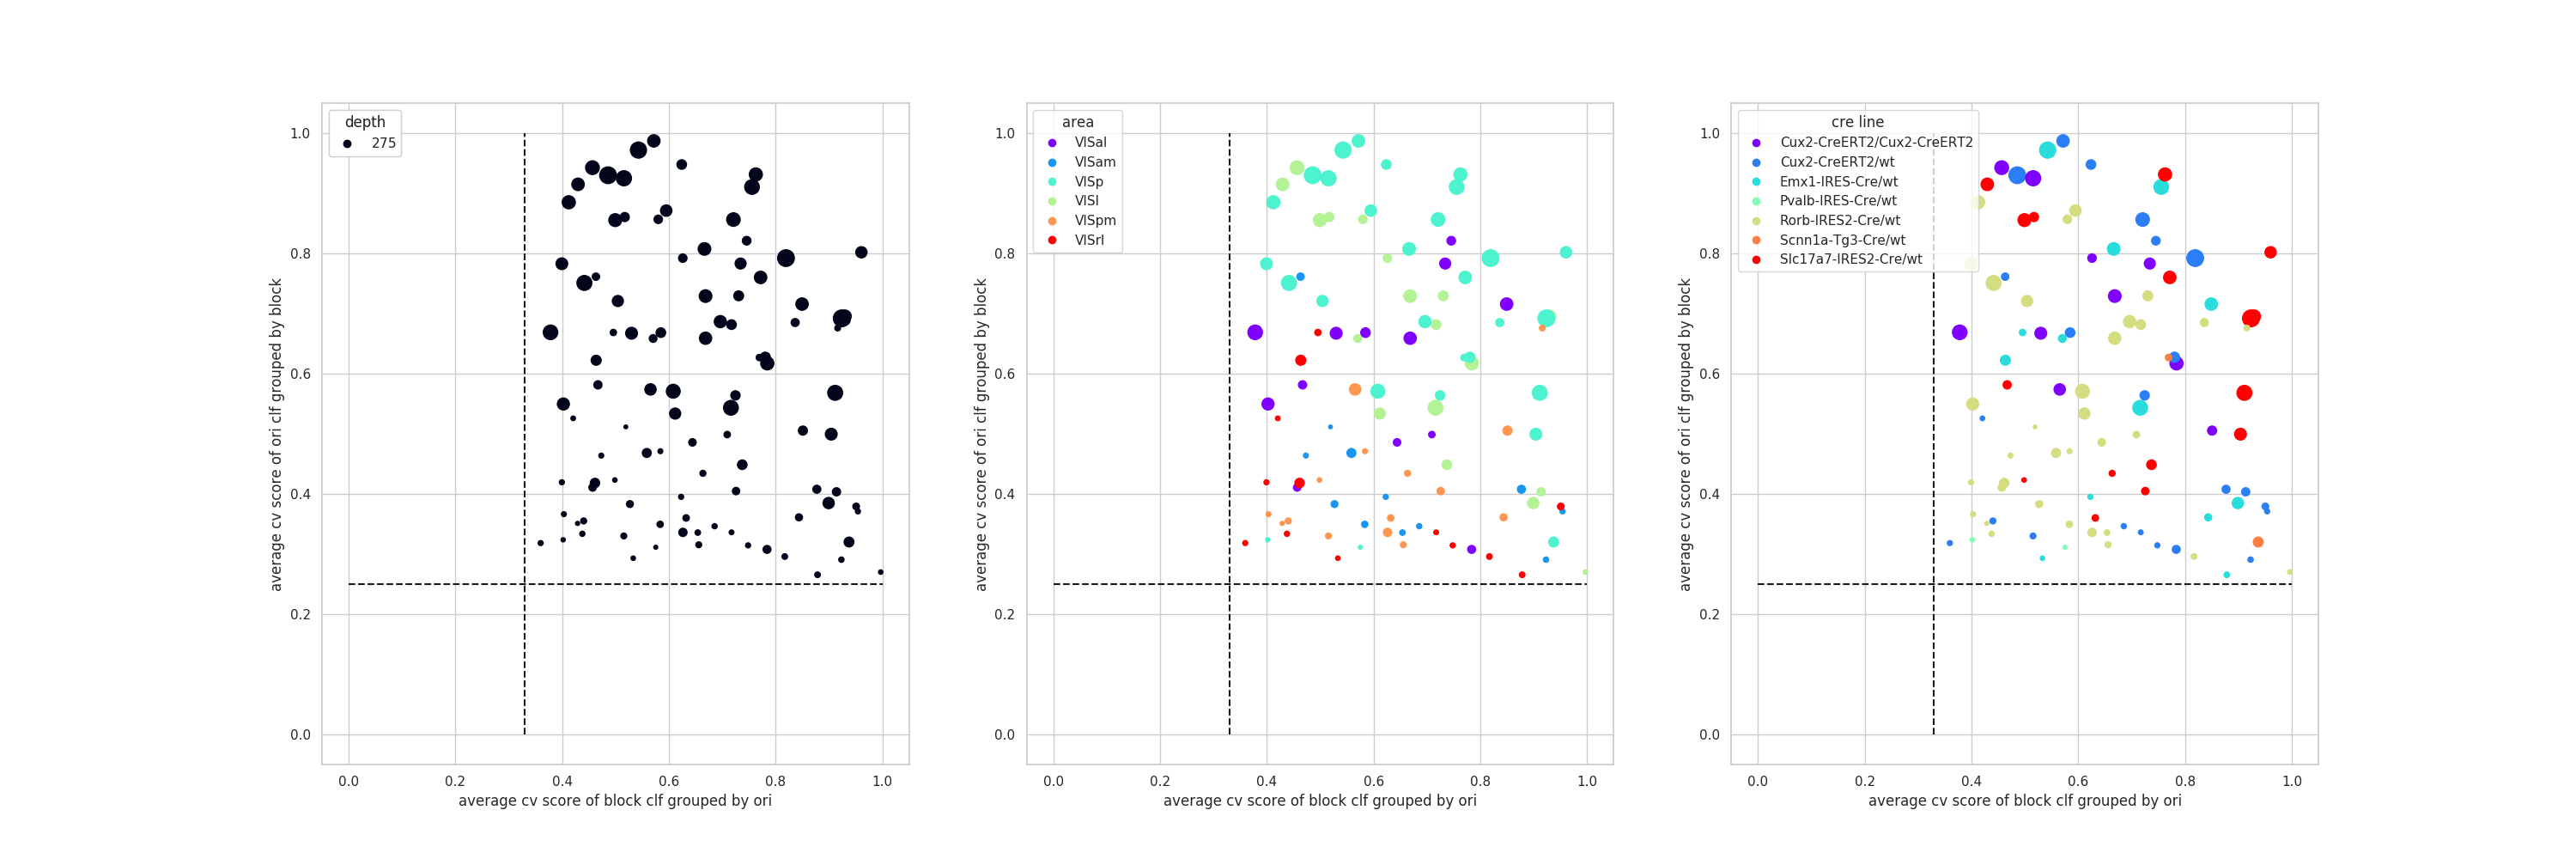 depth
275
1.0
0.8
0.6
0.4
0.2
0.0
average cv score of ori clf grouped by block
0.0 0.2 0.4 0.6 0.8 1.0
average cv score of block clf grouped by ori
area
VISal
VISam
VISp
VISl
VISpm
VISrl
1.0
0.8
0.6
0.4
0.2
0.0
average cv score of ori clf grouped by block
0.0 0.2 0.4 0.6 0.8 1.0
average cv score of block clf grouped by ori
cre line
Cux2-CreERT2/Cux2-CreERT2
Cux2-CreERT2/wt
Emx1-IRES-Cre/wt
Pvalb-IRES-Cre/wt
Rorb-IRES2-Cre/wt
Scnn1a-Tg3-Cre/wt
Slc17a7-IRES2-Cre/wt
1.0
0.8
0.6
0.4
0.2
0.0
average cv score of ori clf grouped by block
0.0 0.2 0.4 0.6 0.8 1.0
average cv score of block clf grouped by ori